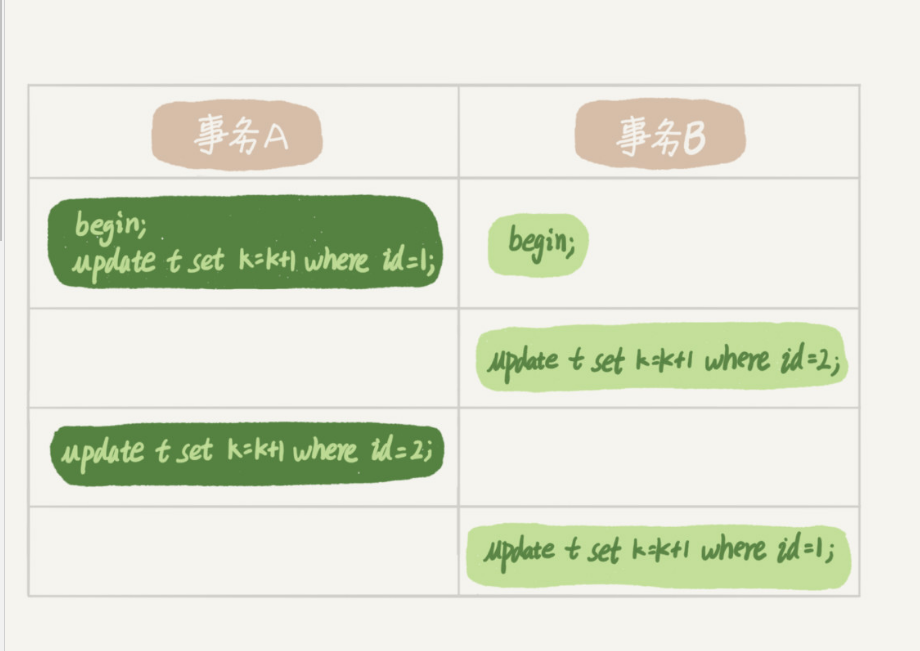 事务A
事务B
begin;
update t set k=k+1 where id=1;
begin;
update t set k=k+1 where id=2;
update t set k=k+1 where id=2;
update t set k=k+1 where id=1;